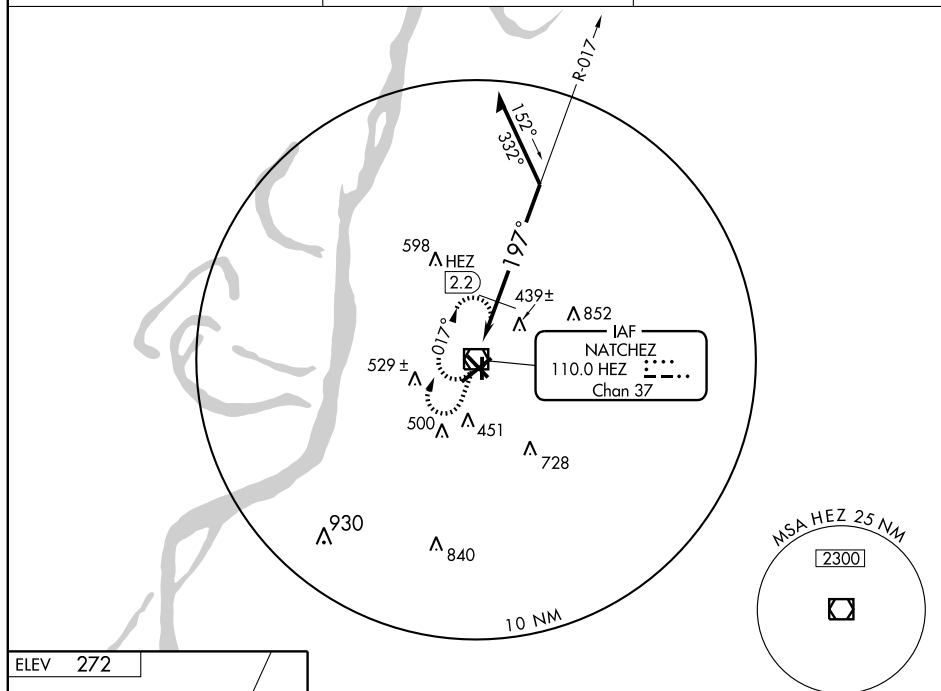 R-017
152°
332°
197°
598
HEZ
2.2
439±
852
017°
IAF
NATCHEZ
110.0 HEZ
Chan 37
529 ±
500
451
728
930
840
10 NM
MSA HEZ 25 NM
2300
ELEV 272